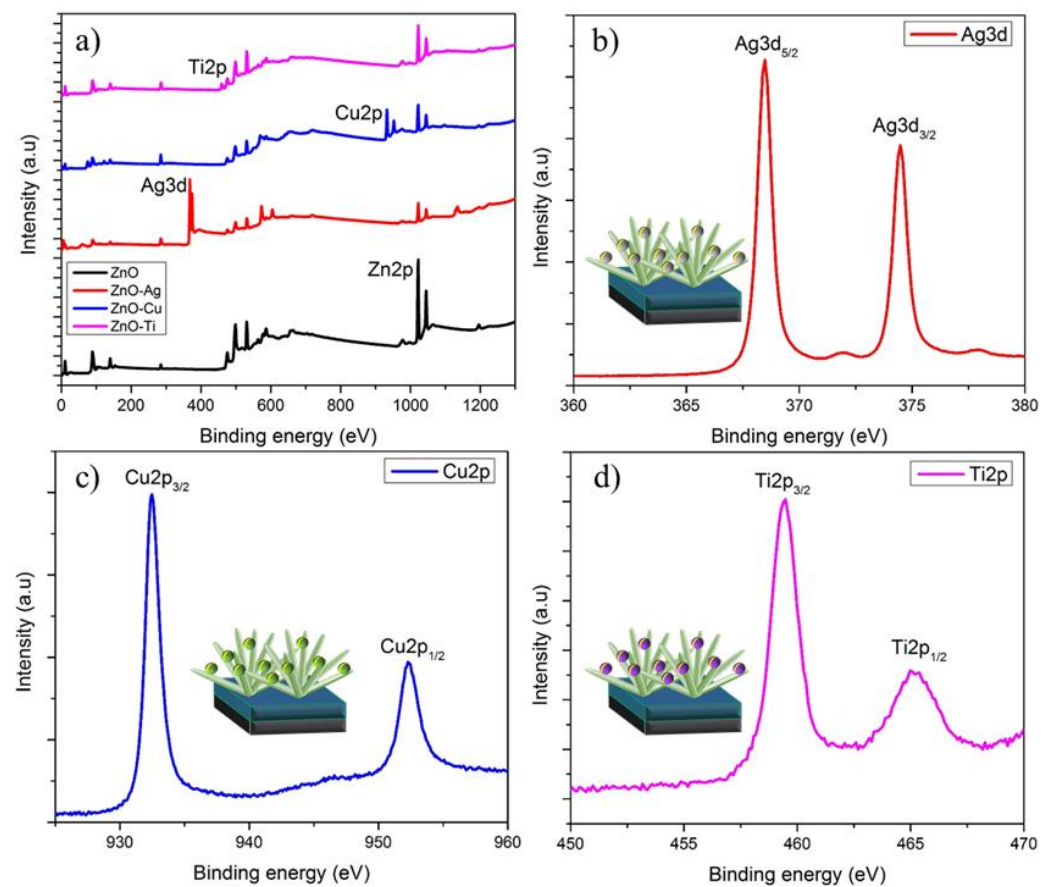 a)
Ti2p
Cu2p
Ag3d
Zn2p
ZnO
ZnO-Ag
ZnO-Cu
ZnO-Ti
Intensity (a.u)
0 200 400 600 800 1000 1200
Binding energy (eV)
b)
Ag3d
Ag3d5/2
Ag3d3/2
Intensity (a.u)
360 365 370 375 380
Binding energy (eV)
c)
Cu2p
Cu2p3/2
Cu2p1/2
Intensity (a.u)
930 940 950 960
Binding energy (eV)
d)
Ti2p
Ti2p3/2
Ti2p1/2
Intensity (a.u)
450 455 460 465 470
Binding energy (eV)